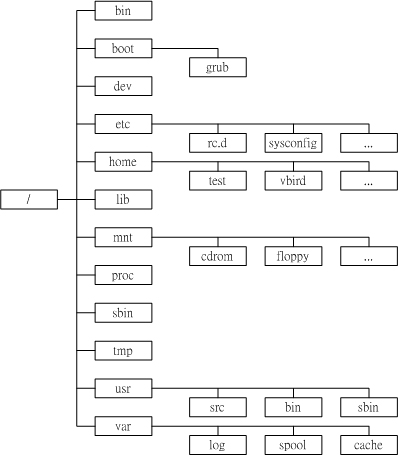 bin
boot
grub
dev
etc
rc.d
sysconfig
...
home
test
vbird
...
/
lib
mnt
cdrom
floppy
...
proc
sbin
tmp
usr
src
bin
sbin
var
log
spool
cache